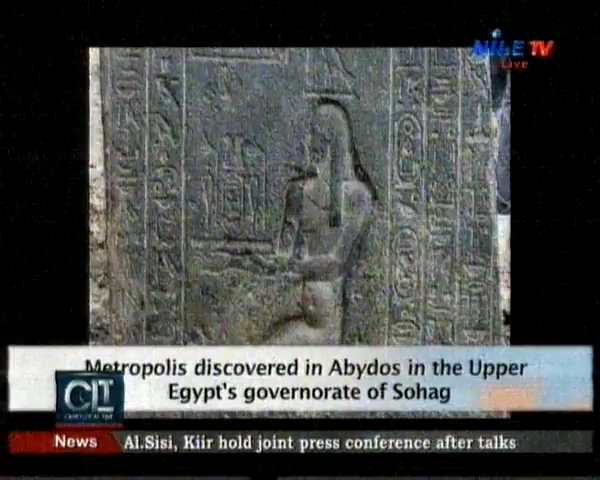 NiLE TV
Live
Metropolis discovered in Abydos in the Upper
Egypt's governorate of Sohag
CLT
News
Al.Sisi, Kiir hold joint press conference after talks